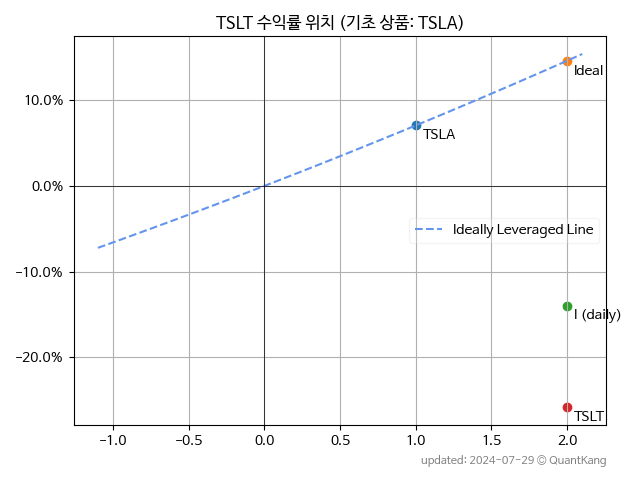 TSLT 수익률 위치 (기초 상품: TSLA)
Ideal
10.0%
TSLA
0.0%
Ideally Leveraged Line
−10.0%
I (daily)
−20.0%
TSLT
−1.0 −0.5 0.0 0.5 1.0 1.5 2.0
updated: 2024-07-29 © QuantKang